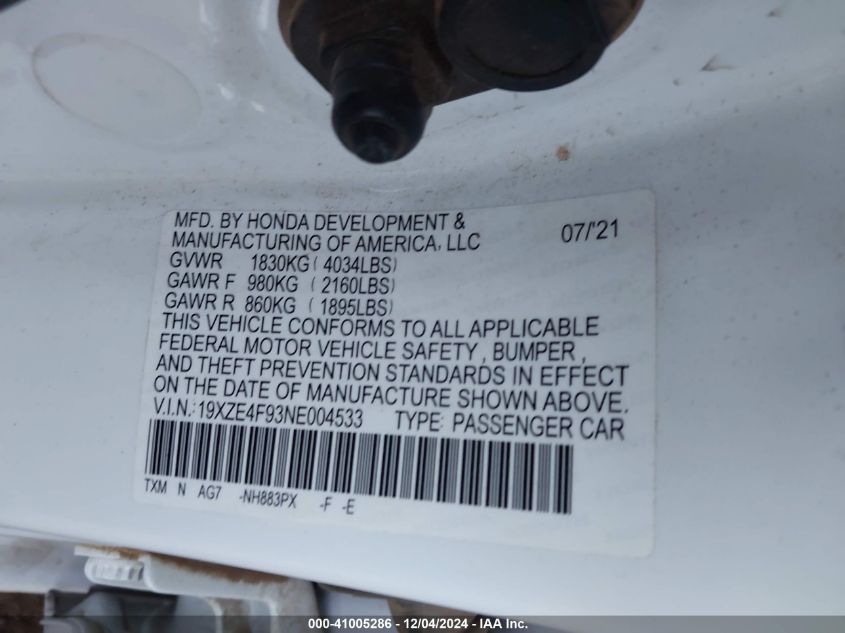 MFD. BY HONDA DEVELOPMENT &
MANUFACTURING OF AMERICA, LLC 07/'21
GVWR 1830KG ( 4034LBS)
GAWR F 980KG ( 2160LBS)
GAWR R 860KG ( 1895LBS)
THIS VEHICLE CONFORMS TO ALL APPLICABLE
FEDERAL MOTOR VEHICLE SAFETY , BUMPER ,
AND THEFT PREVENTION STANDARDS IN EFFECT
ON THE DATE OF MANUFACTURE SHOWN ABOVE.
V.I.N.: 19XZE4F93NE004533 TYPE: PASSENGER CAR
TXM N AG7 -NH883PX -F -E
000-41005286 - 12/04/2024 - IAA Inc.